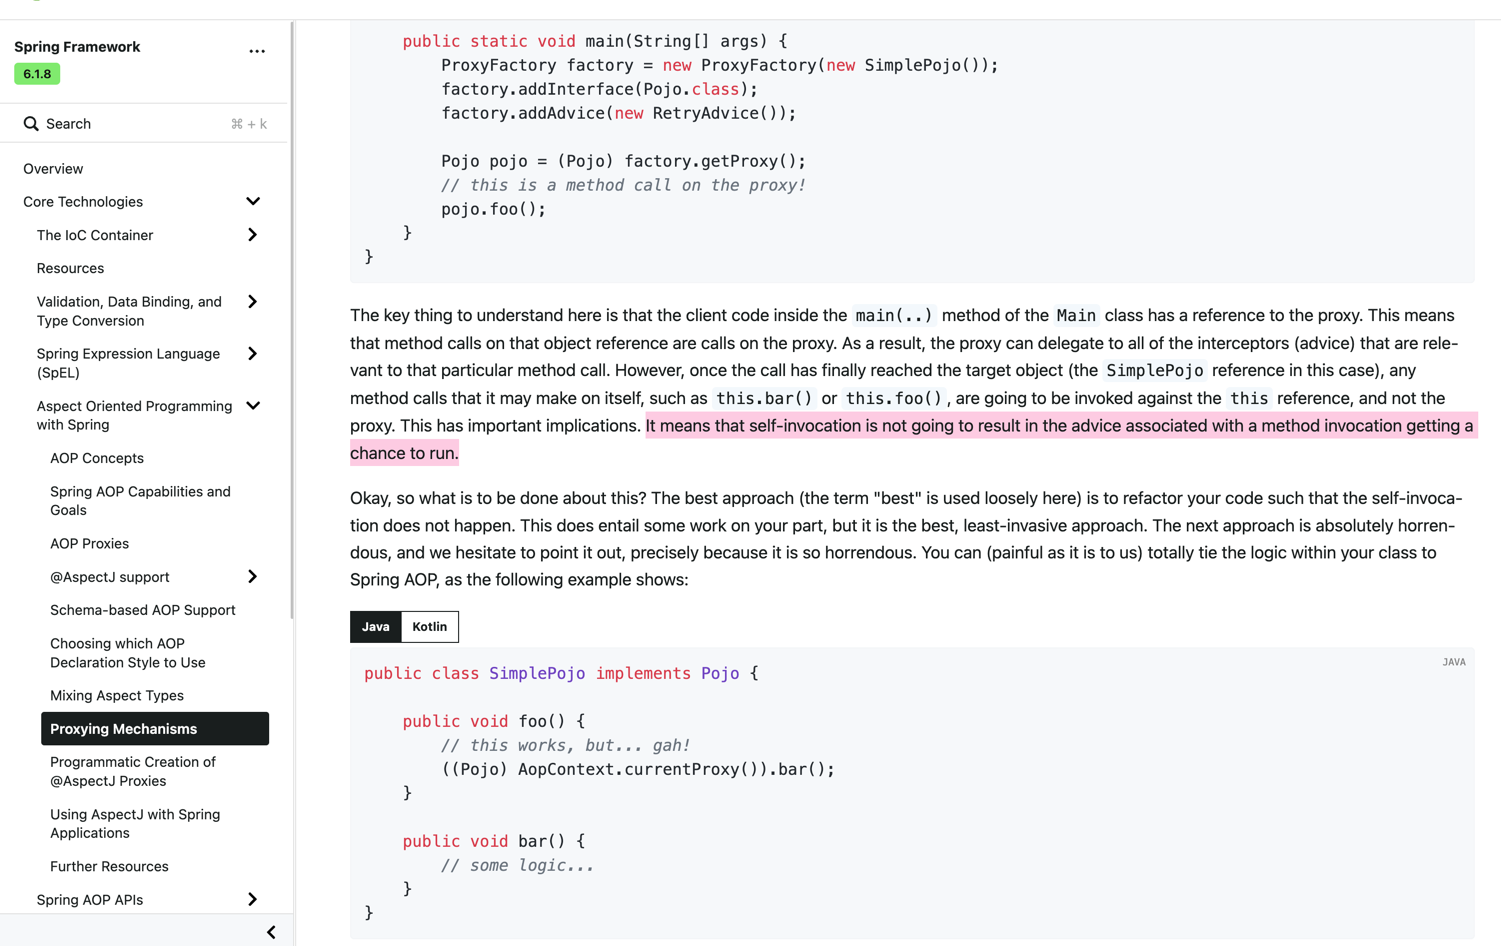 Spring Framework
...
6.1.8
Search ⌘ + k
Overview
Core Technologies
The IoC Container
Resources
Validation, Data Binding, and
Type Conversion
Spring Expression Language
(SpEL)
Aspect Oriented Programming
with Spring
AOP Concepts
Spring AOP Capabilities and
Goals
AOP Proxies
@AspectJ support
Schema-based AOP Support
Choosing which AOP
Declaration Style to Use
Mixing Aspect Types
Proxying Mechanisms
Programmatic Creation of
@AspectJ Proxies
Using AspectJ with Spring
Applications
Further Resources
Spring AOP APIs
public static void main(String[] args) {
ProxyFactory factory = new ProxyFactory(new SimplePojo());
factory.addInterface(Pojo.class);
factory.addAdvice(new RetryAdvice());
Pojo pojo = (Pojo) factory.getProxy();
// this is a method call on the proxy!
pojo.foo();
}
}
The key thing to understand here is that the client code inside the main(..) method of the Main class has a reference to the proxy. This means
that method calls on that object reference are calls on the proxy. As a result, the proxy can delegate to all of the interceptors (advice) that are rele-
vant to that particular method call. However, once the call has finally reached the target object (the SimplePojo reference in this case), any
method calls that it may make on itself, such as this.bar() or this.foo(), are going to be invoked against the this reference, and not the
proxy. This has important implications. It means that self-invocation is not going to result in the advice associated with a method invocation getting a
chance to run.
Okay, so what is to be done about this? The best approach (the term "best" is used loosely here) is to refactor your code such that the self-invoca-
tion does not happen. This does entail some work on your part, but it is the best, least-invasive approach. The next approach is absolutely horren-
dous, and we hesitate to point it out, precisely because it is so horrendous. You can (painful as it is to us) totally tie the logic within your class to
Spring AOP, as the following example shows:
Java Kotlin
JAVA
public class SimplePojo implements Pojo {
public void foo() {
// this works, but... gah!
((Pojo) AopContext.currentProxy()).bar();
}
public void bar() {
// some logic...
}
}